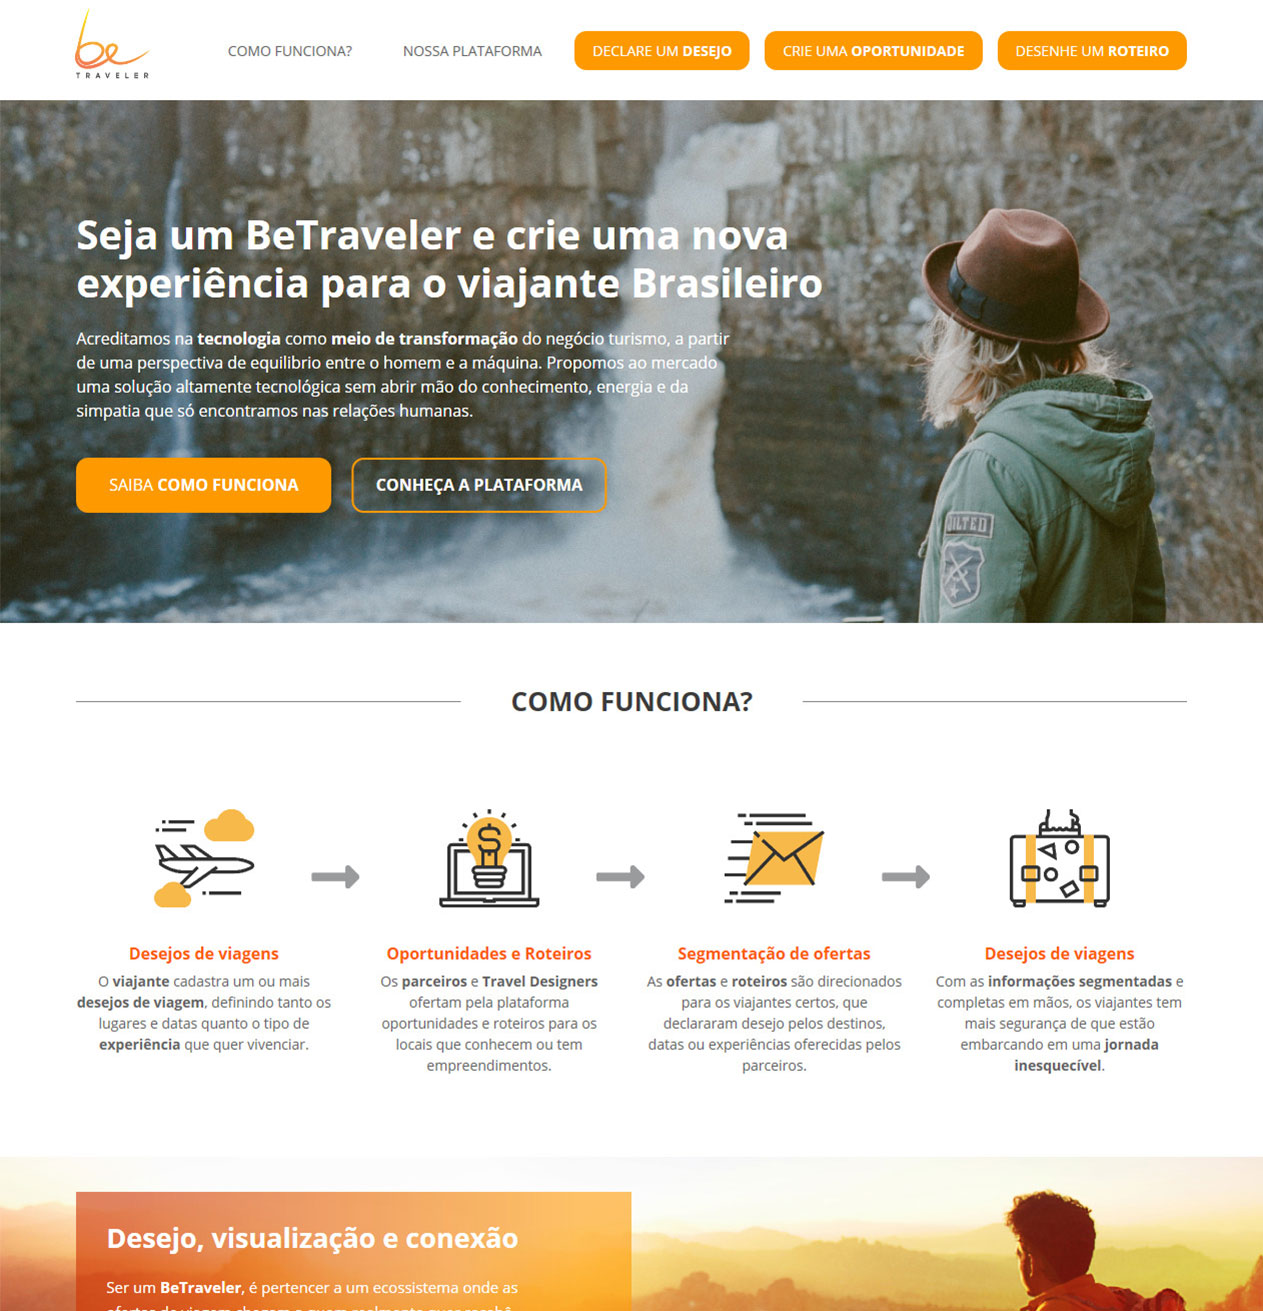 be
TRAVELER
COMO FUNCIONA?
NOSSA PLATAFORMA
DECLARE UM DESEJO
CRIE UMA OPORTUNIDADE
DESENHE UM ROTEIRO
Seja um BeTraveler e crie uma nova
experiência para o viajante Brasileiro
Acreditamos na tecnologia como meio de transformação do negócio turismo, a partir
de uma perspectiva de equilibrio entre o homem e a máquina. Propomos ao mercado
uma solução altamente tecnológica sem abrir mão do conhecimento, energia e da
simpatia que só encontramos nas relações humanas.
SAIBA COMO FUNCIONA
CONHEÇA A PLATAFORMA
COMO FUNCIONA?
Desejos de viagens
O viajante cadastra um ou mais
desejos de viagem, definindo tanto os
lugares e datas quanto o tipo de
experiência que quer vivenciar.
Oportunidades e Roteiros
Os parceiros e Travel Designers
ofertam pela plataforma
oportunidades e roteiros para os
locais que conhecem ou tem
empreendimentos.
Segmentação de ofertas
As ofertas e roteiros são direcionados
para os viajantes certos, que
declararam desejo pelos destinos,
datas ou experiências oferecidas pelos
parceiros.
Desejos de viagens
Com as informações segmentadas e
completas em mãos, os viajantes tem
mais segurança de que estão
embarcando em uma jornada
inesquecível.
Desejo, visualização e conexão
Ser um BeTraveler, é pertencer a um ecossistema onde as